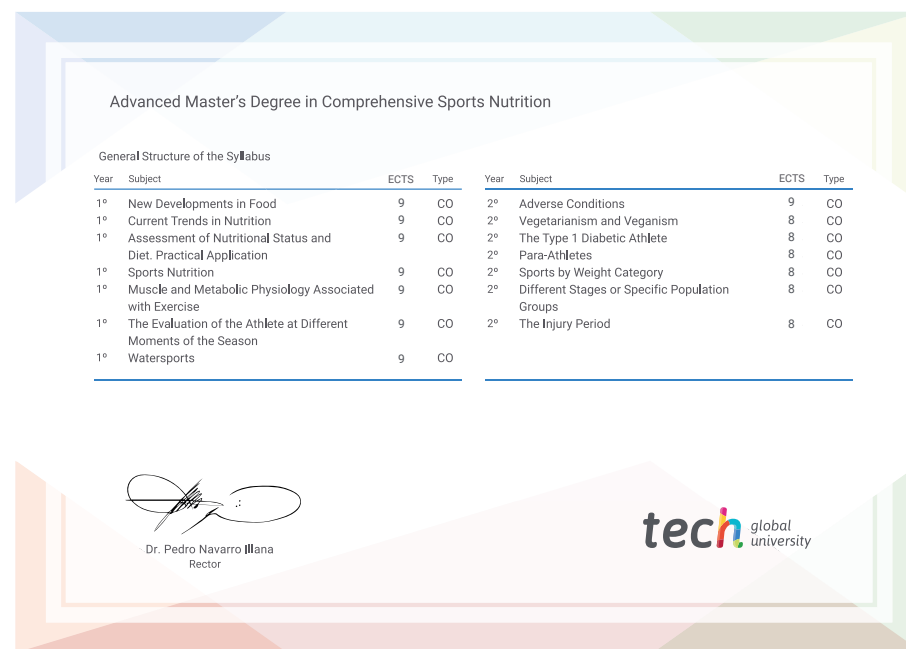 Advanced Master's Degree in Comprehensive Sports Nutrition
General Structure of the Syllabus
Year Subject ECTS Type
1º New Developments in Food 9 CO
1º Current Trends in Nutrition 9 CO
1º Assessment of Nutritional Status and
Diet. Practical Application 9 CO
1º Sports Nutrition 9 CO
1º Muscle and Metabolic Physiology Associated
with Exercise 9 CO
1º The Evaluation of the Athlete at Different
Moments of the Season 9 CO
1º Watersports 9 CO
Year Subject ECTS Type
2º Adverse Conditions 9 CO
2º Vegetarianism and Veganism 8 CO
2º The Type 1 Diabetic Athlete 8 CO
2º Para-Athletes 8 CO
2º Sports by Weight Category 8 CO
2º Different Stages or Specific Population
Groups 8 CO
2º The Injury Period 8 CO
Dr. Pedro Navarro Illana
Rector
tech global
university